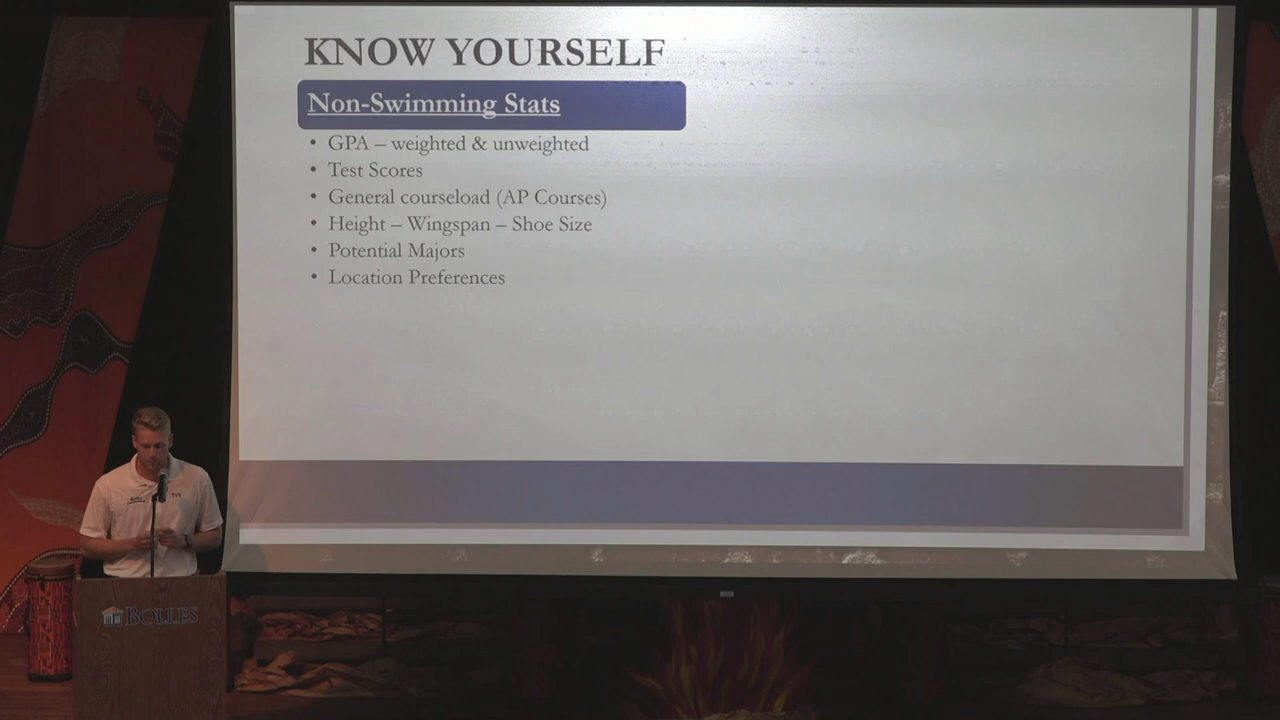 KNOW YOURSELF
Non-Swimming Stats
• GPA – weighted & unweighted
• Test Scores
• General courseload (AP Courses)
• Height – Wingspan – Shoe Size
• Potential Majors
• Location Preferences
BOLLES